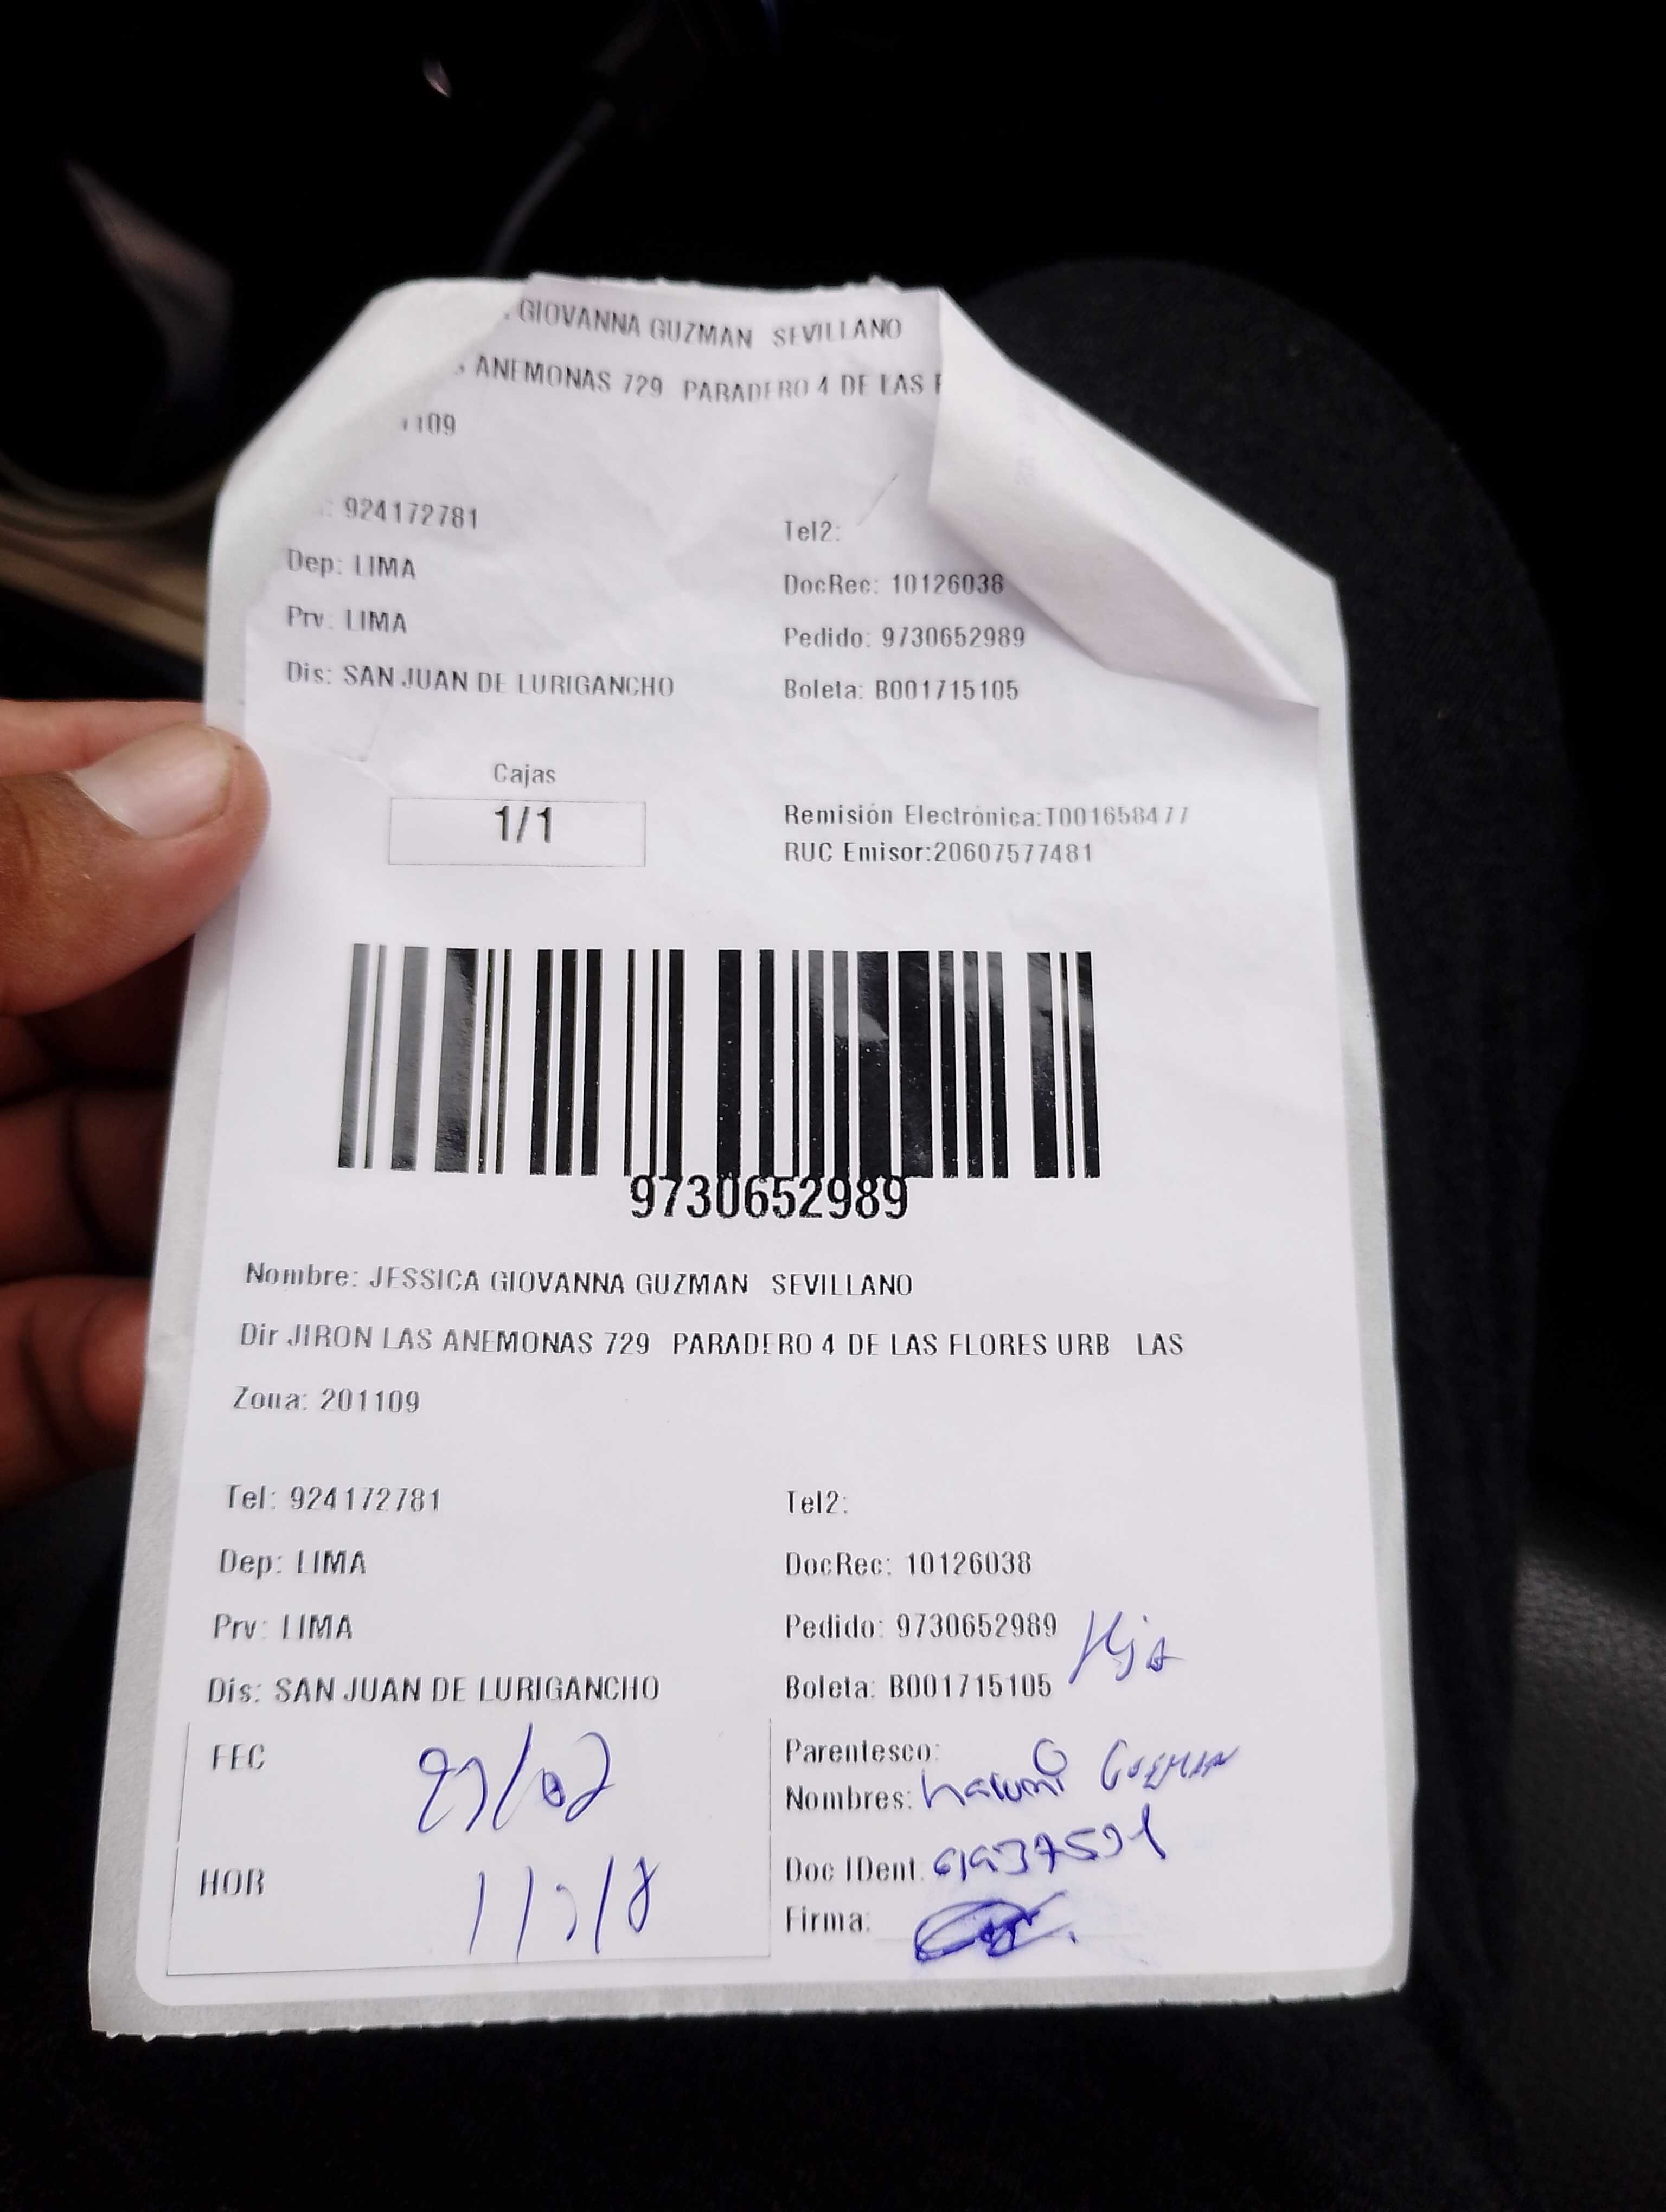 GIOVANNA GUZMAN SEVILLANO
ANEMONAS 729 PARADERO 4 DE LAS F
1109
: 924172781
Tel2:
Dep: LIMA
DocRec: 10126038
Prv: LIMA
Pedido: 9730652989
Dis: SAN JUAN DE LURIGANCHO
Boleta: B001715105
Cajas
1/1
Remisión Electrónica:T001658477
RUC Emisor:20607577481
9730652989
Nombre: JESSICA GIOVANNA GUZMAN SEVILLANO
Dir JIRON LAS ANEMONAS 729 PARADERO 4 DE LAS FLORES URB LAS
Zona: 201109
Tel: 924172781
Tel2:
Dep: LIMA
DocRec: 10126038
Prv: LIMA
Pedido: 9730652989
Hija
Dis: SAN JUAN DE LURIGANCHO
Boleta: B001715105
FEC
Parentesco:
Nombres:
HOR
Doc IDent.
Firma: